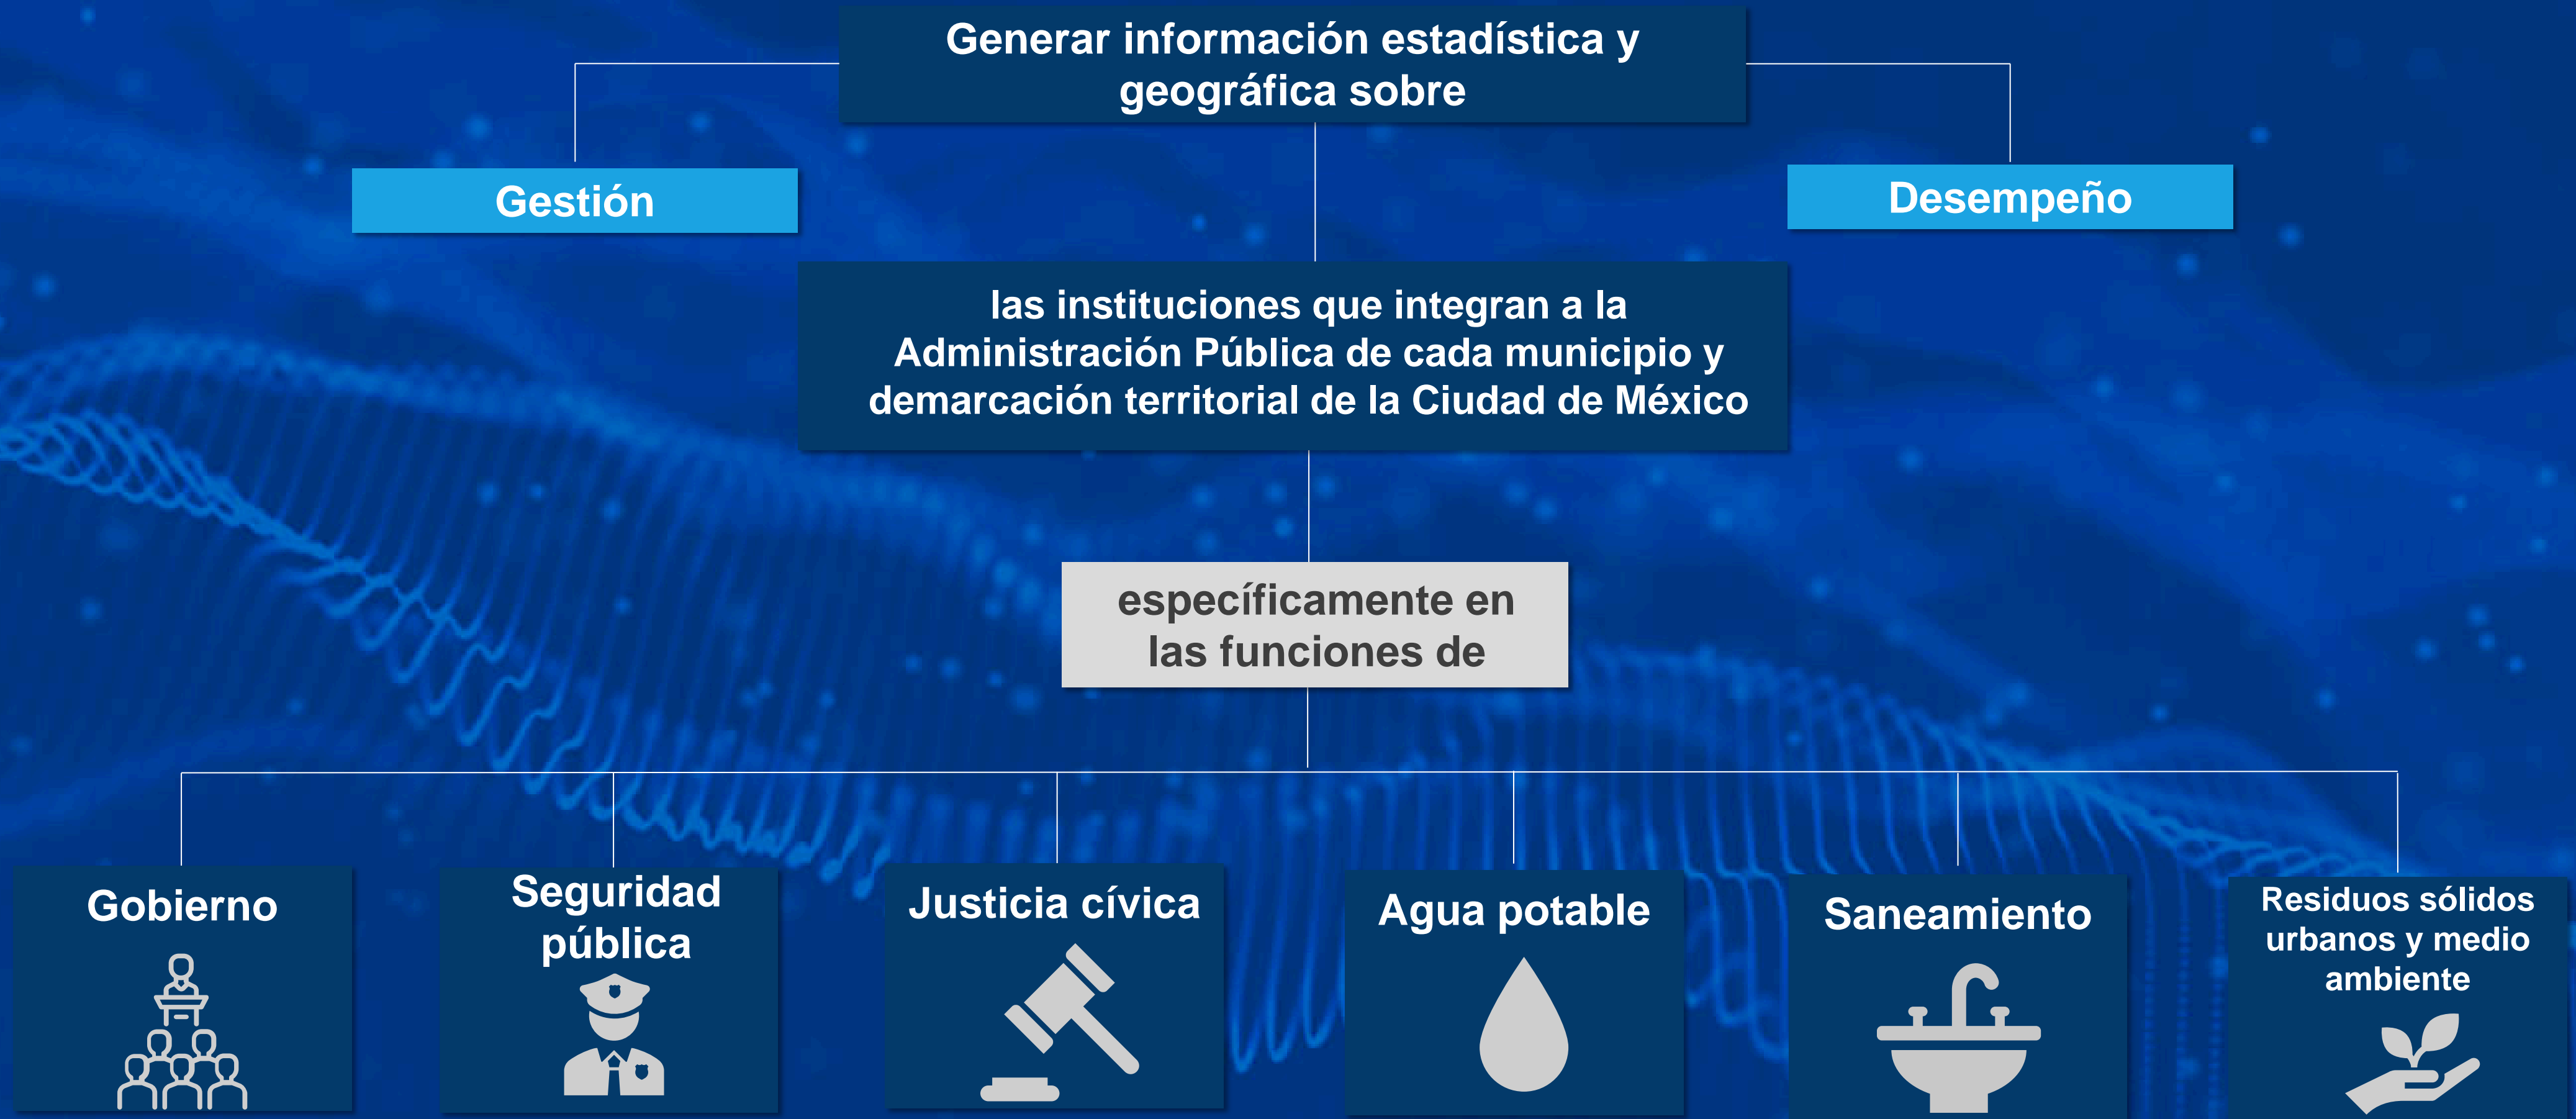 Generar información estadística y
geográfica sobre
Gestión
Desempeño
las instituciones que integran a la
Administración Pública de cada municipio y
demarcación territorial de la Ciudad de México
específicamente en
las funciones de
Gobierno
Seguridad
pública
Justicia cívica
Agua potable
Saneamiento
Residuos sólidos
urbanos y medio
ambiente